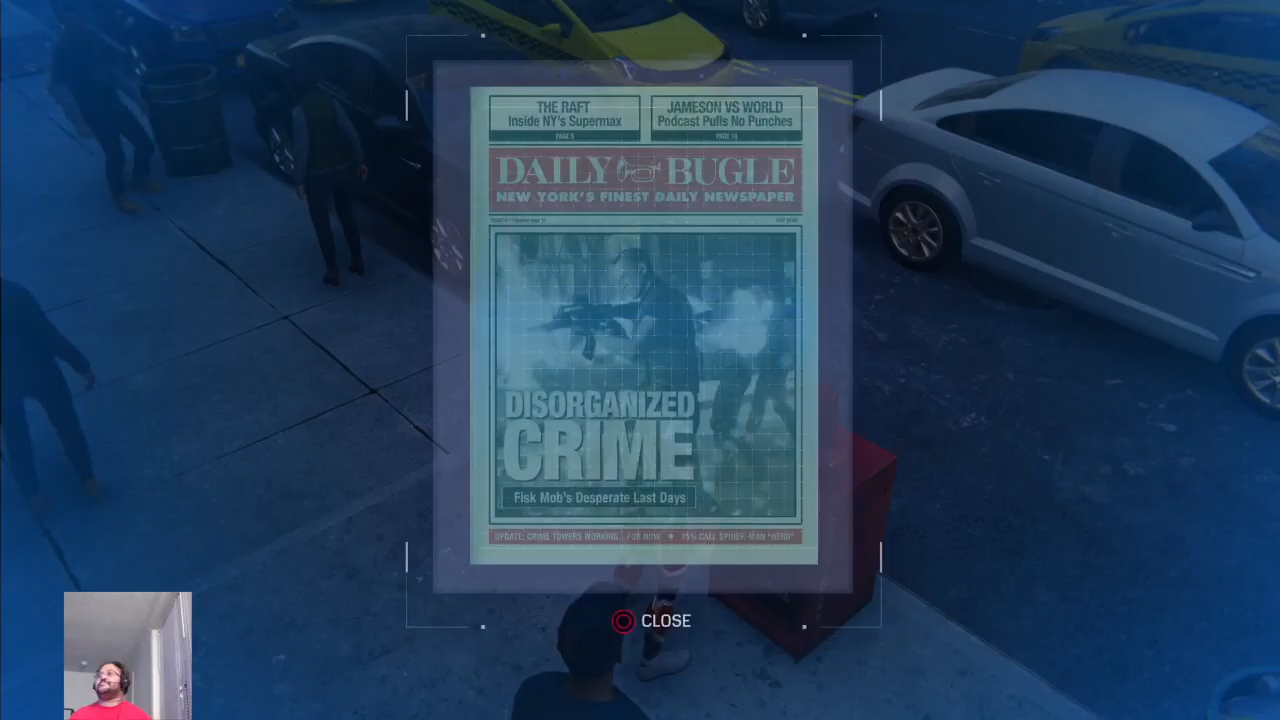 THE RAFT
Inside NY's Supermax
PAGE 5
JAMESON VS WORLD
Podcast Pulls No Punches
PAGE 10
DAILY BUGLE
NEW YORK'S FINEST DAILY NEWSPAPER
DISORGANIZED
CRIME
Fisk Mob's Desperate Last Days
UPDATE: CRIME TOWERS WORKING... FOR NOW • 45% CALL SPIDER-MAN "HERO"
CLOSE